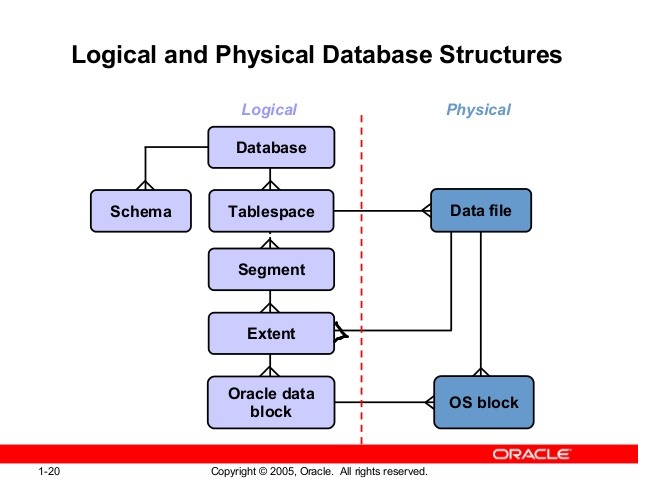 Logical and Physical Database Structures
Logical
Physical
Database
Schema
Tablespace
Data file
Segment
Extent
Oracle data
block
OS block
ORACLE
1-20
Copyright © 2005, Oracle. All rights reserved.